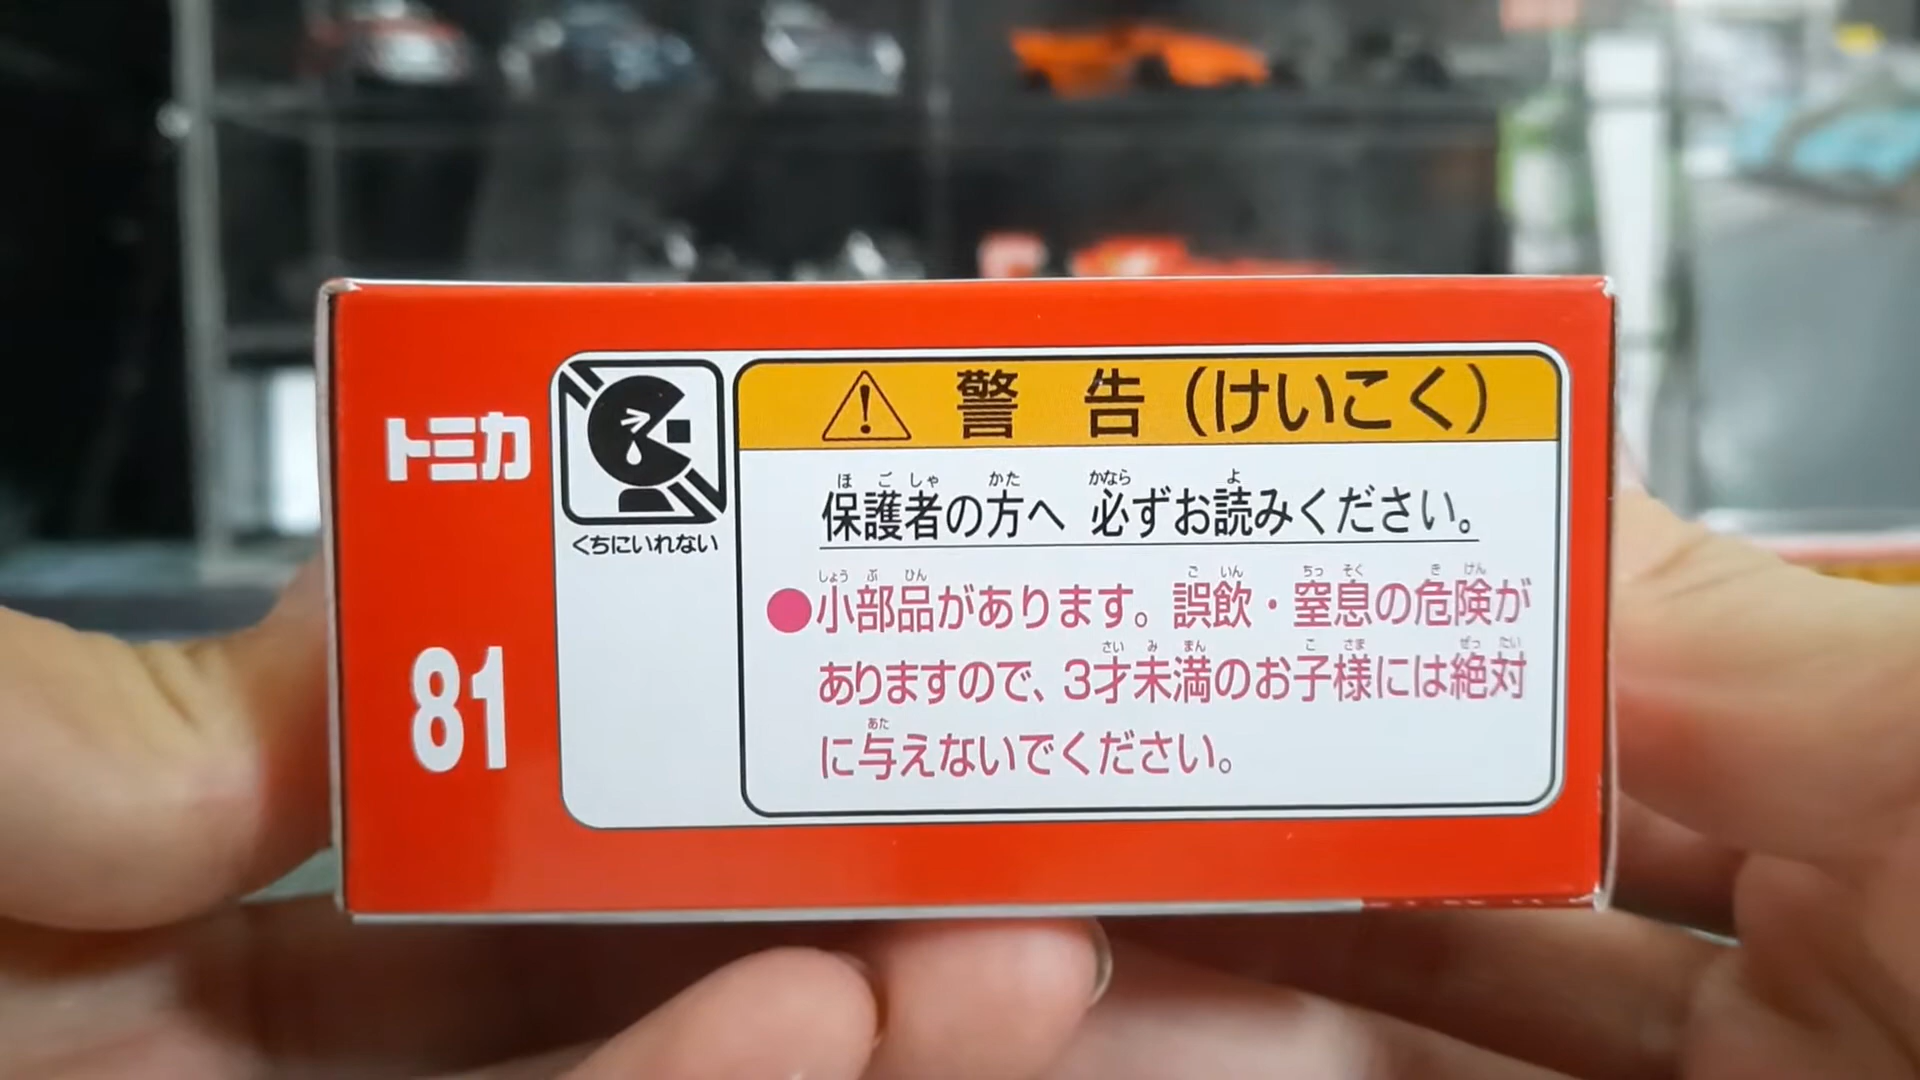 トミカ
81
くちにいれない
警告（けいこく）
ほごしゃ かた かなら よ
保護者の方へ 必ずお読みください。
しょうぶひん ごいん ちっそく きけん
●小部品があります。誤飲・窒息の危険が
さいみまん こさま ぜったい
ありますので、3才未満のお子様には絶対
あた
に与えないでください。